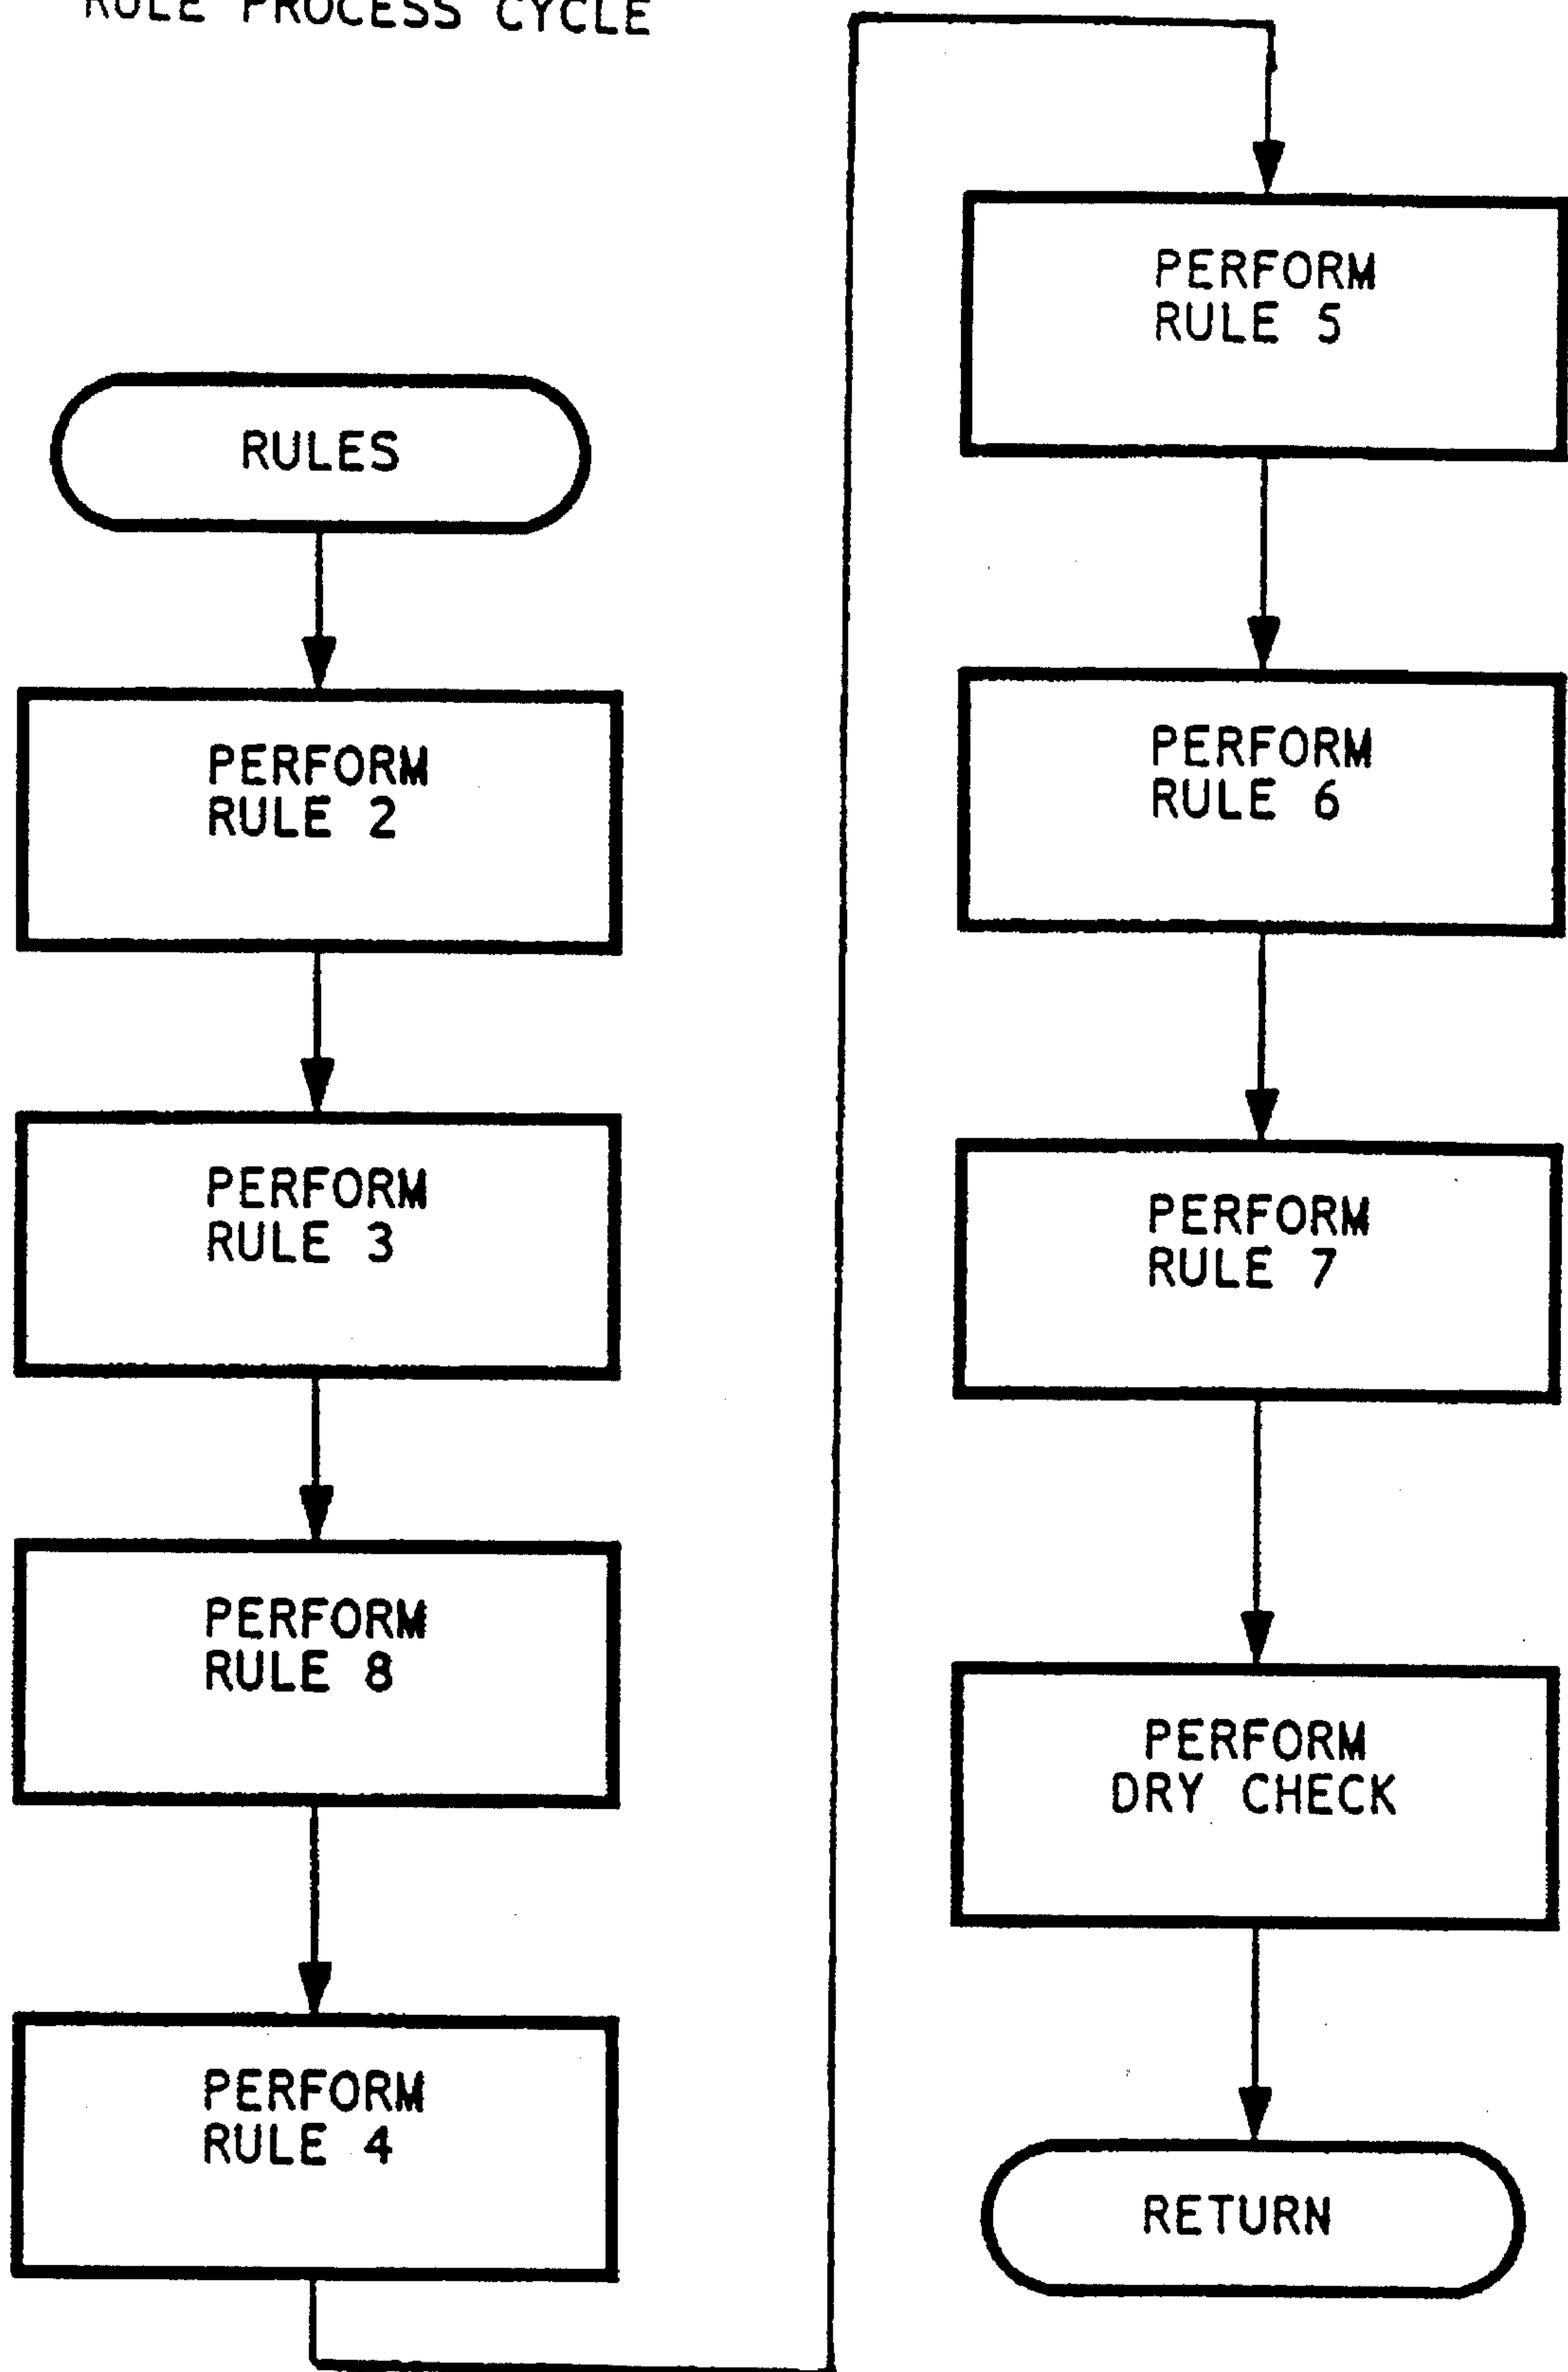 RULE PROCESS CYCLE
RULES
PERFORM
RULE 2
PERFORM
RULE 3
PERFORM
RULE 8
PERFORM
RULE 4
PERFORM
RULE 5
PERFORM
RULE 6
PERFORM
RULE 7
PERFORM
DRY CHECK
RETURN